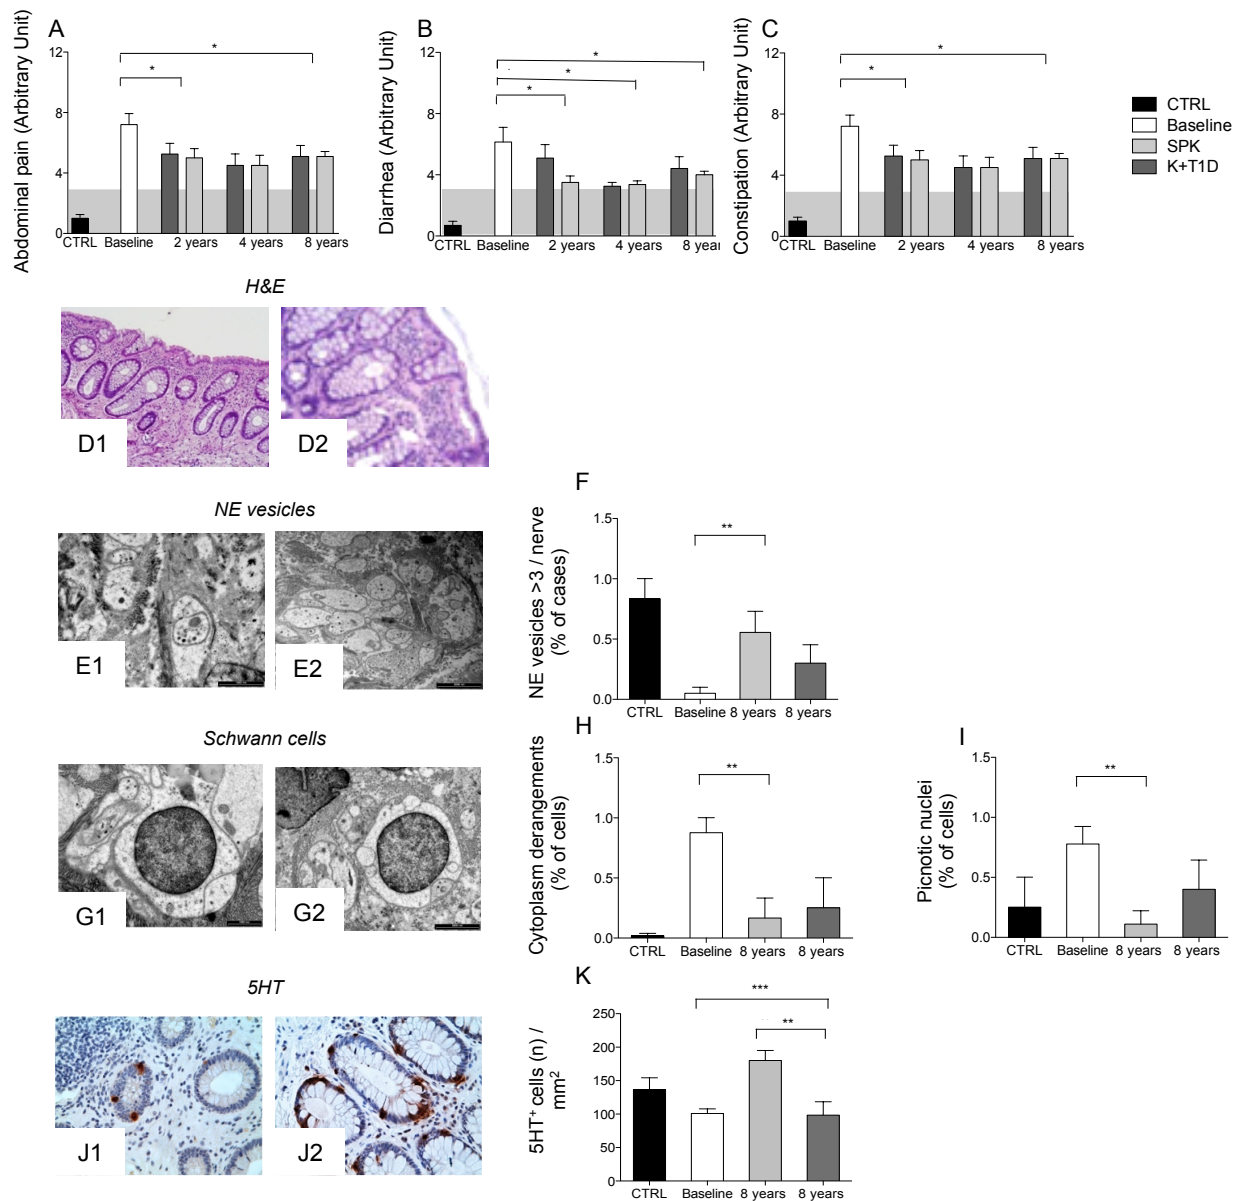 A
Abdominal pain (Arbitrary Unit)
12
8
4
0
*
*
CTRL Baseline 2 years 4 years 8 years
B
Diarrhea (Arbitrary Unit)
12
8
4
0
*
*
*
CTRL Baseline 2 years 4 years 8 years
C
Constipation (Arbitrary Unit)
12
8
4
0
*
*
CTRL Baseline 2 years 4 years 8 years
CTRL
Baseline
SPK
K+T1D
H&E
D1
D2
NE vesicles
E1
E2
F
NE vesicles >3 / nerve
(% of cases)
1.5
1.0
0.5
0.0
**
CTRL Baseline 8 years 8 years
Schwann cells
G1
G2
H
Cytoplasm derangements
(% of cells)
1.5
1.0
0.5
0.0
**
CTRL Baseline 8 years 8 years
I
Picnotic nuclei
(% of cells)
1.5
1.0
0.5
0.0
**
CTRL Baseline 8 years 8 years
5HT
J1
J2
K
5HT+ cells (n) /
mm2
250
200
150
100
50
0
***
**
CTRL Baseline 8 years 8 years